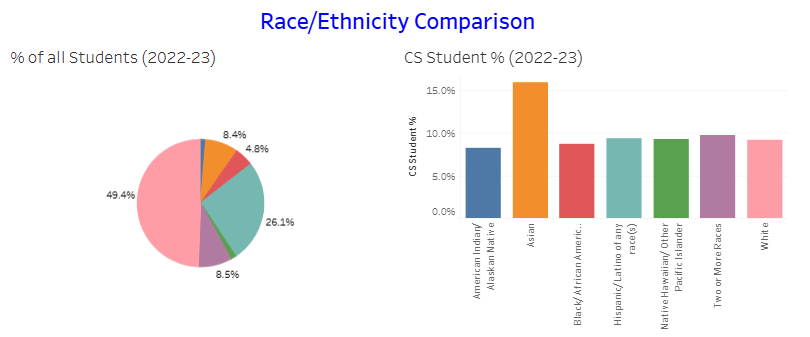 Race/Ethnicity Comparison
% of all Students (2022-23)
CS Student % (2022-23)
8.4%
4.8%
49.4%
26.1%
8.5%
CS Student %
15.0%
10.0%
5.0%
0.0%
American Indian/
Alaskan Native
Asian
Black/ African Americ..
Hispanic/ Latino of any
race(s)
Native Hawaiian/ Other
Pacific Islander
Two or More Races
White